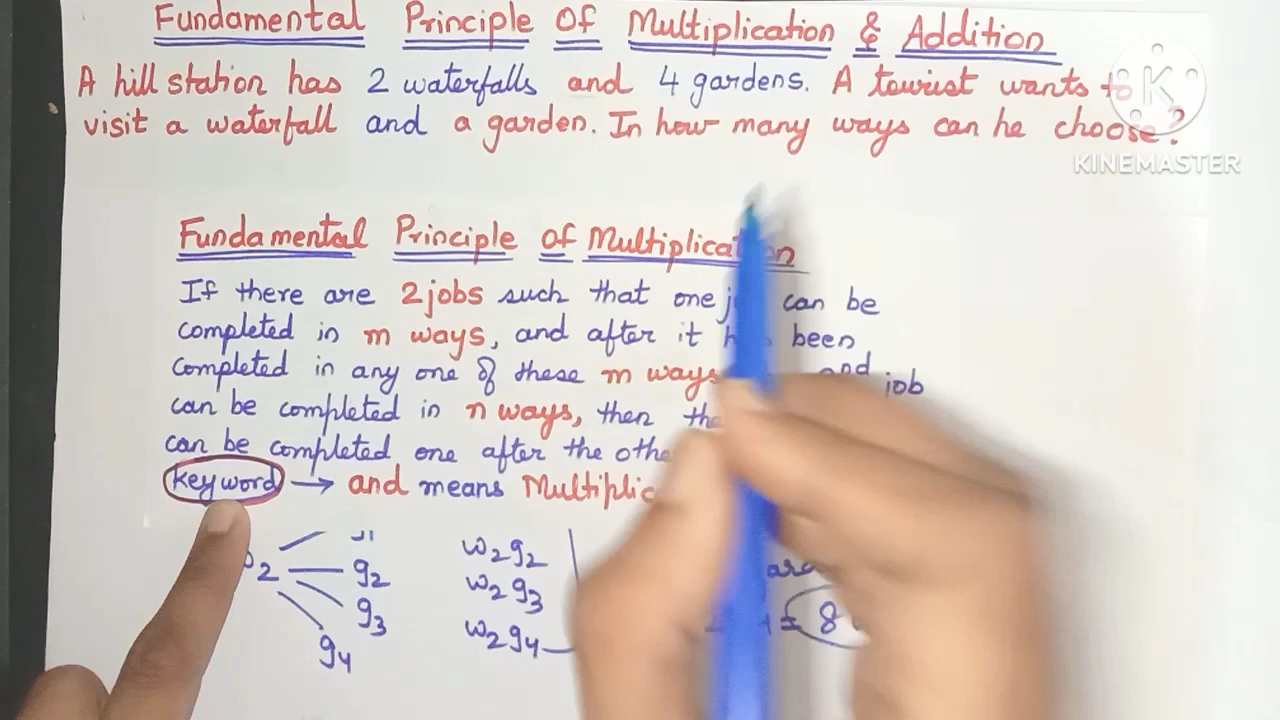 Fundamental Principle Of Multiplication & Addition
A hill station has 2 waterfalls and 4 gardens. A tourist wants to
visit a waterfall and a garden. In how many ways can he choose?
KINEMASTER
Fundamental Principle of Multiplication
If there are 2 jobs such that one can be
completed in m ways, and after it been
completed in any one of these m ways and job
can be completed in n ways, then
can be completed one after the
keyword → and means
2 g2 w2g2
g3 w2g3
g4 w2g4 = 8